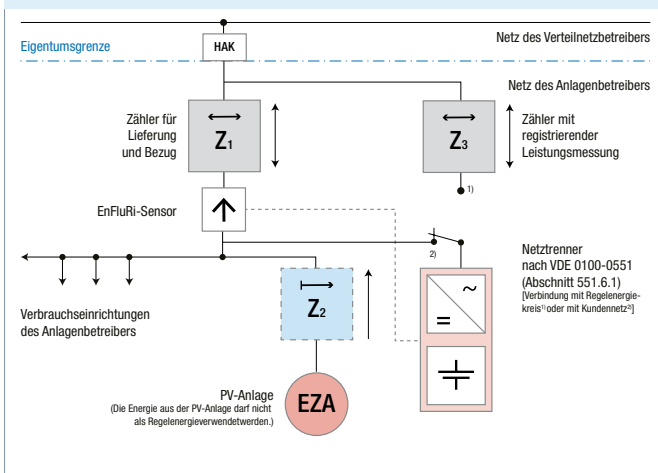 Netz des Verteilnetzbetreibers
Eigentumsgrenze
HAK
Netz des Anlagenbetreibers
Zähler für
Lieferung
und Bezug
Z1
Z3
Zähler mit
registrierender
Leistungsmessung
1)
EnFluRi-Sensor
2)
Netztrenner
nach VDE 0100-0551
(Abschnitt 551.6.1)
[Verbindung mit Regelenergie-
kreis¹⁾ oder mit Kundennetz²⁾]
~
=
Z2
Verbrauchseinrichtungen
des Anlagenbetreibers
PV-Anlage
(Die Energie aus der PV-Anlage darf nicht
als Regelenergieverwendetwerden.)
EZA